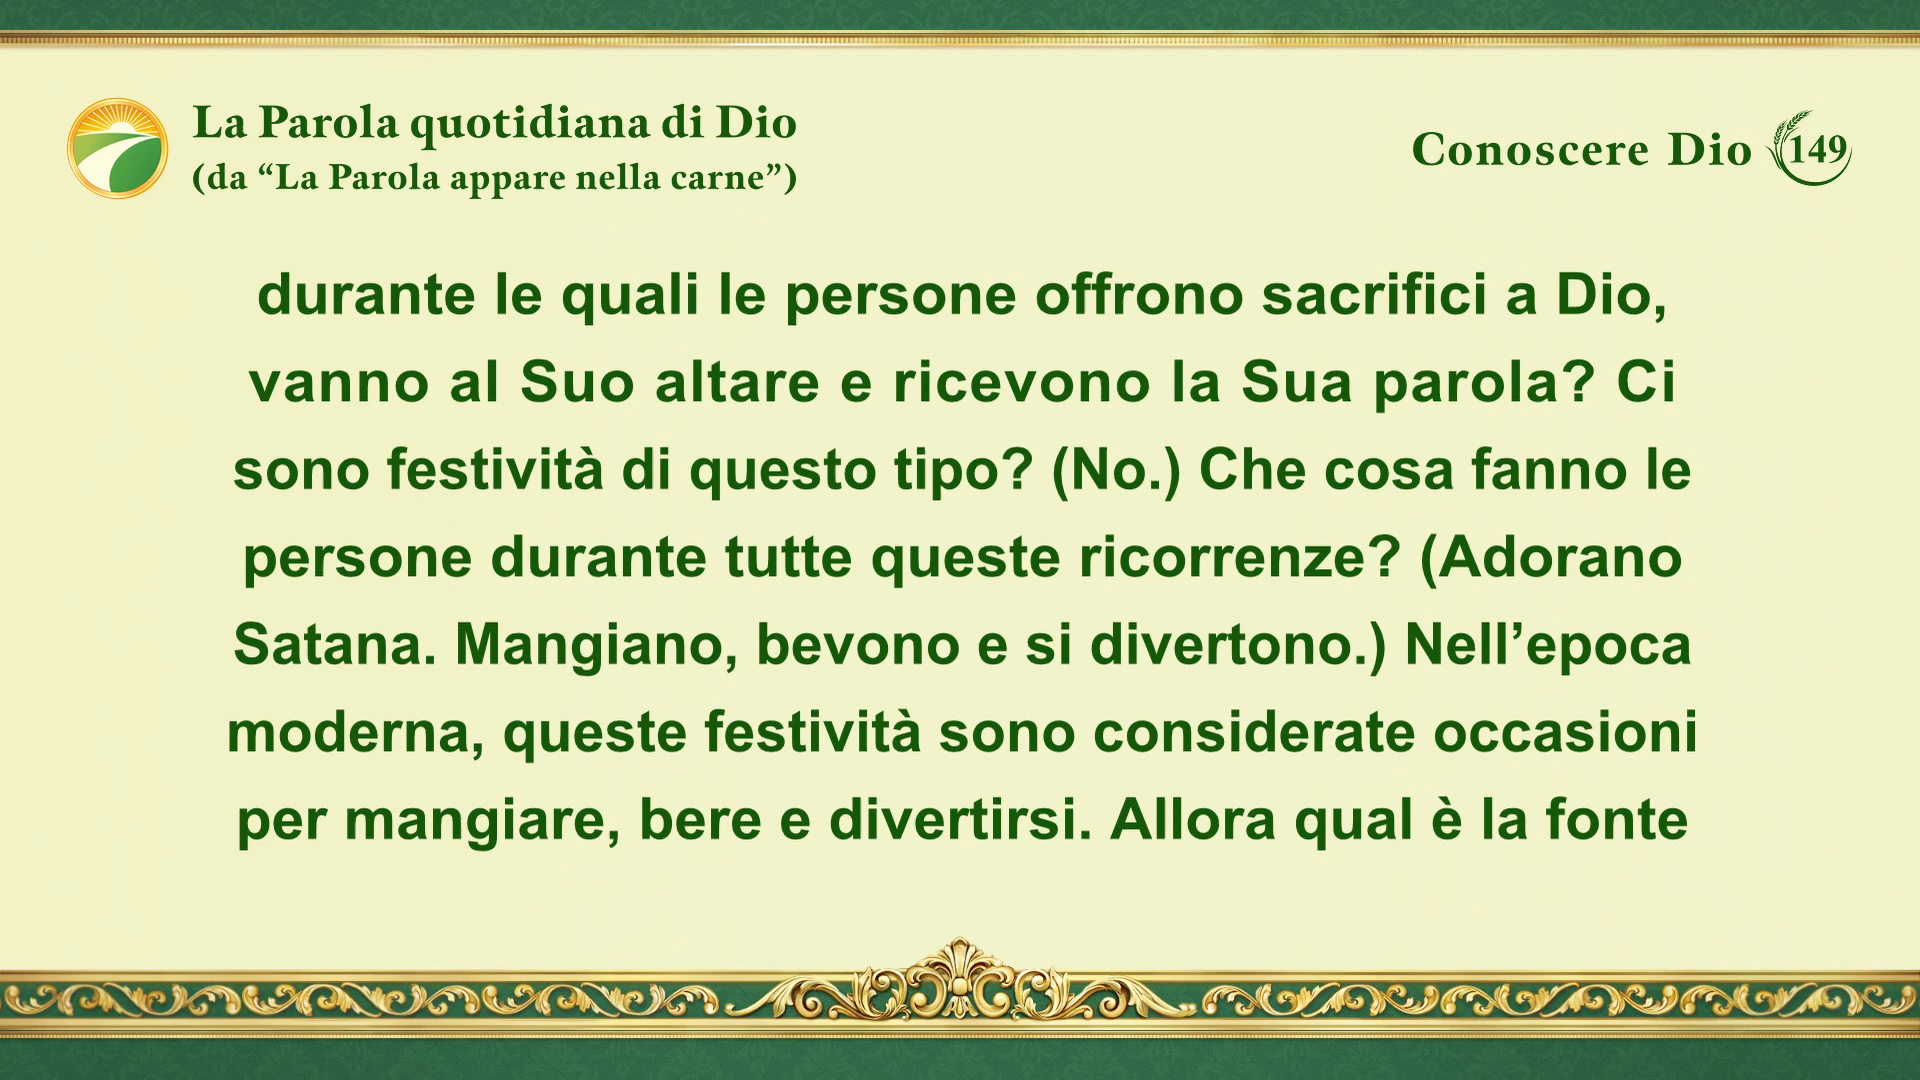 La Parola quotidiana di Dio
(da “La Parola appare nella carne”)
Conoscere Dio 149
durante le quali le persone offrono sacrifici a Dio,
vanno al Suo altare e ricevono la Sua parola? Ci
sono festività di questo tipo? (No.) Che cosa fanno le
persone durante tutte queste ricorrenze? (Adorano
Satana. Mangiano, bevono e si divertono.) Nell’epoca
moderna, queste festività sono considerate occasioni
per mangiare, bere e divertirsi. Allora qual è la fonte